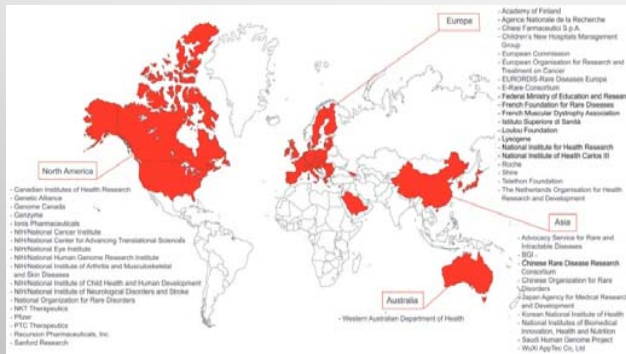 Europe
- Academy of Finland
- Agence Nationale de la Recherche
- Chiesi Farmaceutici S.p.A.
- Children's New Hospitals Management
Group
- European Commission
- European Organisation for Research and
Treatment on Cancer
- EURORDIS-Rare Diseases Europe
- E-Rare Consortium
- Federal Ministry of Education and Research
- French Foundation for Rare Diseases
- French Muscular Dystrophy Association
- Istituto Superiore di Sanità
- Loulou Foundation
- Lysogene
- National Institute for Health Research
- National Institute of Health Carlos III
- Roche
- Shire
- Telethon Foundation
- The Netherlands Organisation for Health
Research and Development
North America
- Canadian Institutes of Health Research
- Genetic Alliance
- Genome Canada
- Genzyme
- Ionis Pharmaceuticals
- NIH/National Cancer Institute
- NIH/National Center for Advancing Translational Sciences
- NIH/National Eye Institute
- NIH/National Human Genome Research Institute
- NIH/National Institute of Arthritis and Musculoskeletal
and Skin Diseases
- NIH/National Institute of Child Health and Human Development
- NIH/National Institute of Neurological Disorders and Stroke
- National Organization for Rare Disorders
- NKT Therapeutics
- Pfizer
- PTC Therapeutics
- Recursion Pharmaceuticals, Inc.
- Sanford Research
Asia
- Advocacy Service for Rare and
Intractable Diseases
- BGI -
- Chinese Rare Disease Research
Consortium
- Chinese Organization for Rare
Disorders
- Japan Agency for Medical Research
and Development
- Korean National Institute of Health
- National Institutes of Biomedical
Innovation, Health and Nutrition
- Saudi Human Genome Project
- WuXi AppTec Co, Ltd
Australia
- Western Australian Department of Health